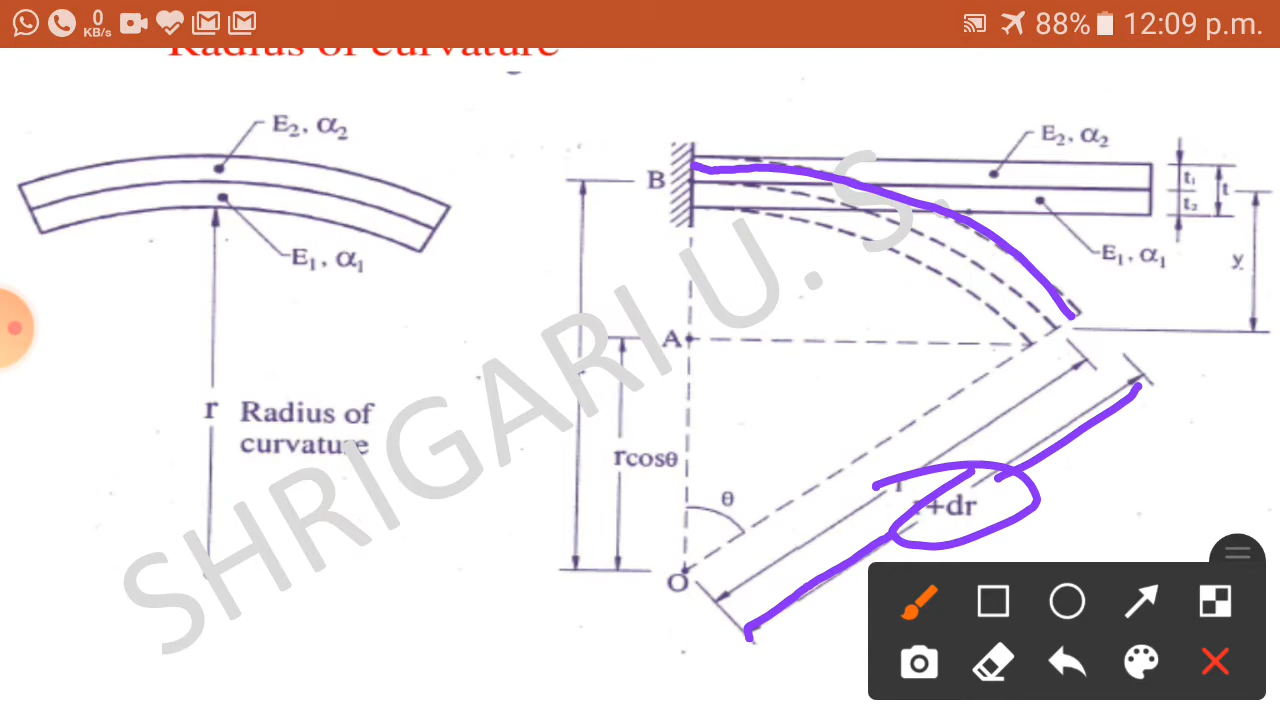 0
KB/s
88%
12:09 p.m.
Radius of curvature
E₂, α₂
E₁, α₁
r Radius of
curvature
E₂, α₂
B
t₁
t
t₂
E₁, α₁
y
A
rcosθ
θ
r+dr
O
SHRIGARI U. S.